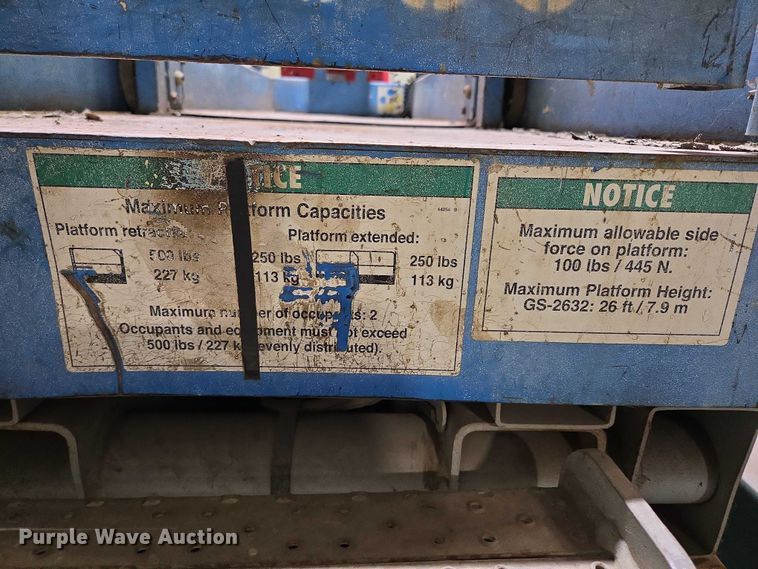 NOTICE
Maximum Platform Capacities
Platform retracted:
Platform extended:
500 lbs
227 kg
250 lbs
113 kg
250 lbs
113 kg
Maximum number of occupants: 2
Occupants and equipment must not exceed
500 lbs / 227 kg (evenly distributed).
NOTICE
Maximum allowable side
force on platform:
100 lbs / 445 N.
Maximum Platform Height:
GS-2632: 26 ft / 7.9 m
Purple Wave Auction